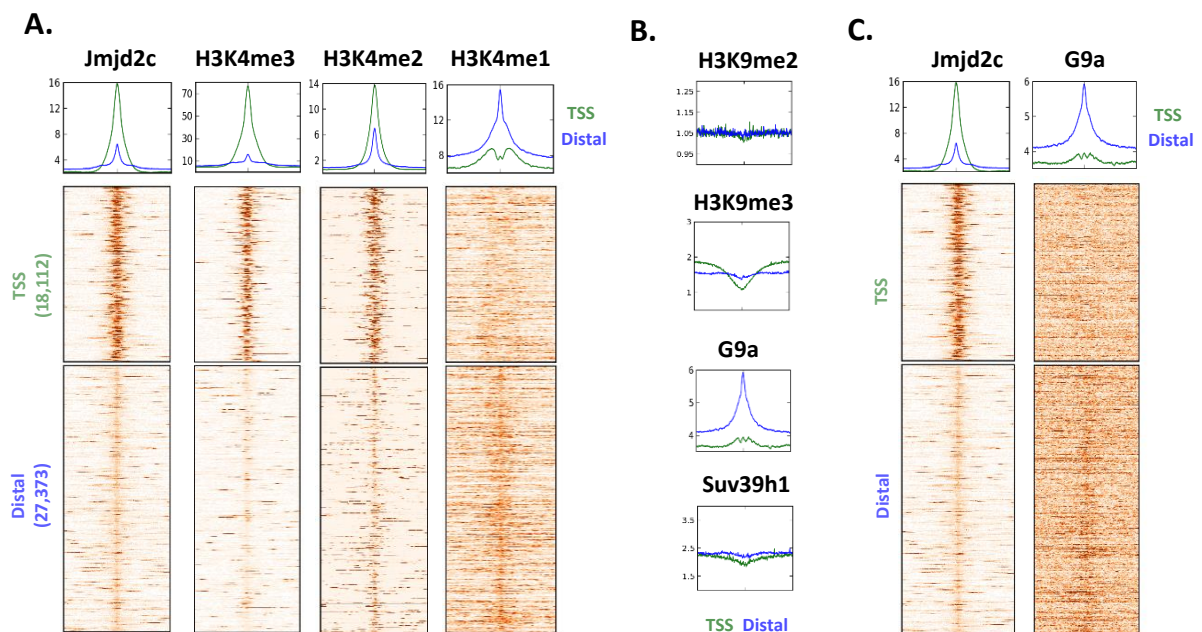 A.
Jmjd2c H3K4me3 H3K4me2 H3K4me1
16
12
8
4
70
50
30
10
14
10
6
2
16
12
8
TSS
Distal
TSS
(18,112)
Distal
(27,373)
B.
H3K9me2
1.25
1.15
1.05
0.95
H3K9me3
3
2
1
G9a
6
5
4
Suv39h1
3.5
2.5
1.5
TSS Distal
C.
Jmjd2c G9a
16
12
8
4
6
5
4
TSS
Distal
TSS
Distal